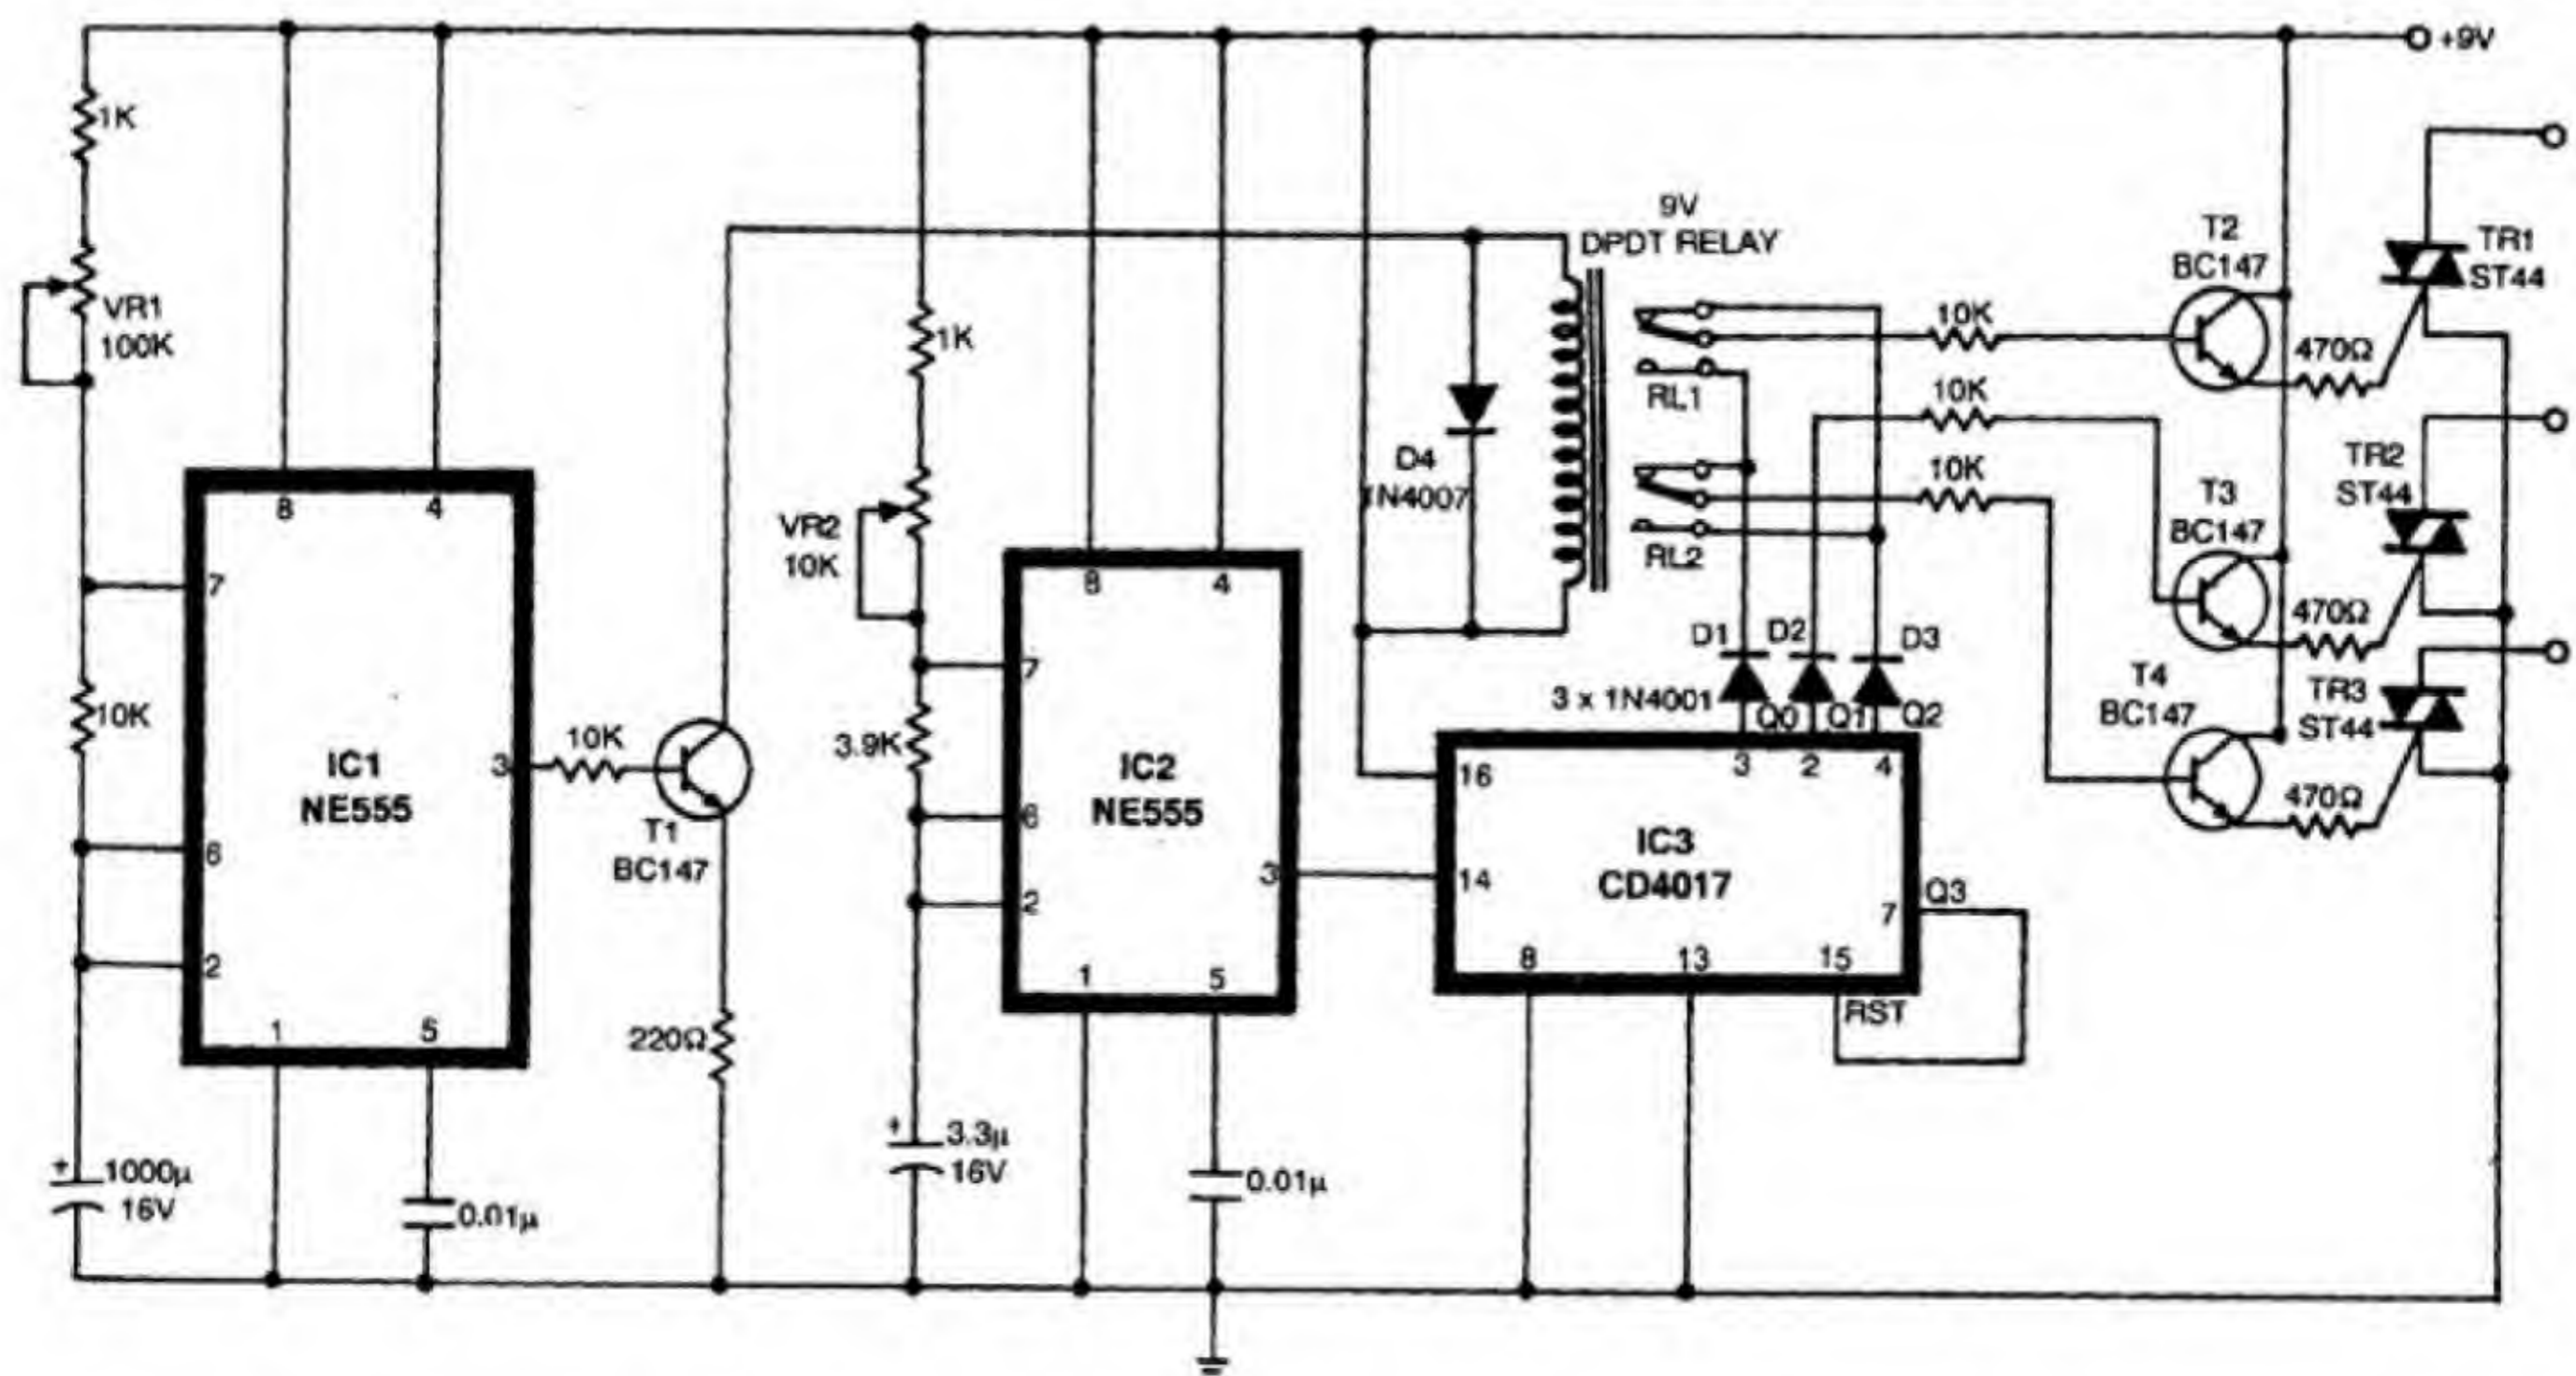 +9V
1K
VR1
100K
8
4
7
10K
IC1
NE555
3
6
2
1
5
1000µ
16V
+
0.01µ
10K
T1
BC147
220Ω
1K
VR2
10K
3.9K
8
4
7
6
2
IC2
NE555
3
1
5
+
3.3µ
16V
0.01µ
9V
DPDT RELAY
D4
1N4007
RL1
RL2
D1
D2
D3
3 x 1N4001
Q0
Q1
Q2
16
3
2
4
14
IC3
CD4017
7
Q3
8
13
15
RST
10K
10K
10K
T2
BC147
470Ω
TR1
ST44
T3
BC147
470Ω
TR2
ST44
T4
BC147
470Ω
TR3
ST44